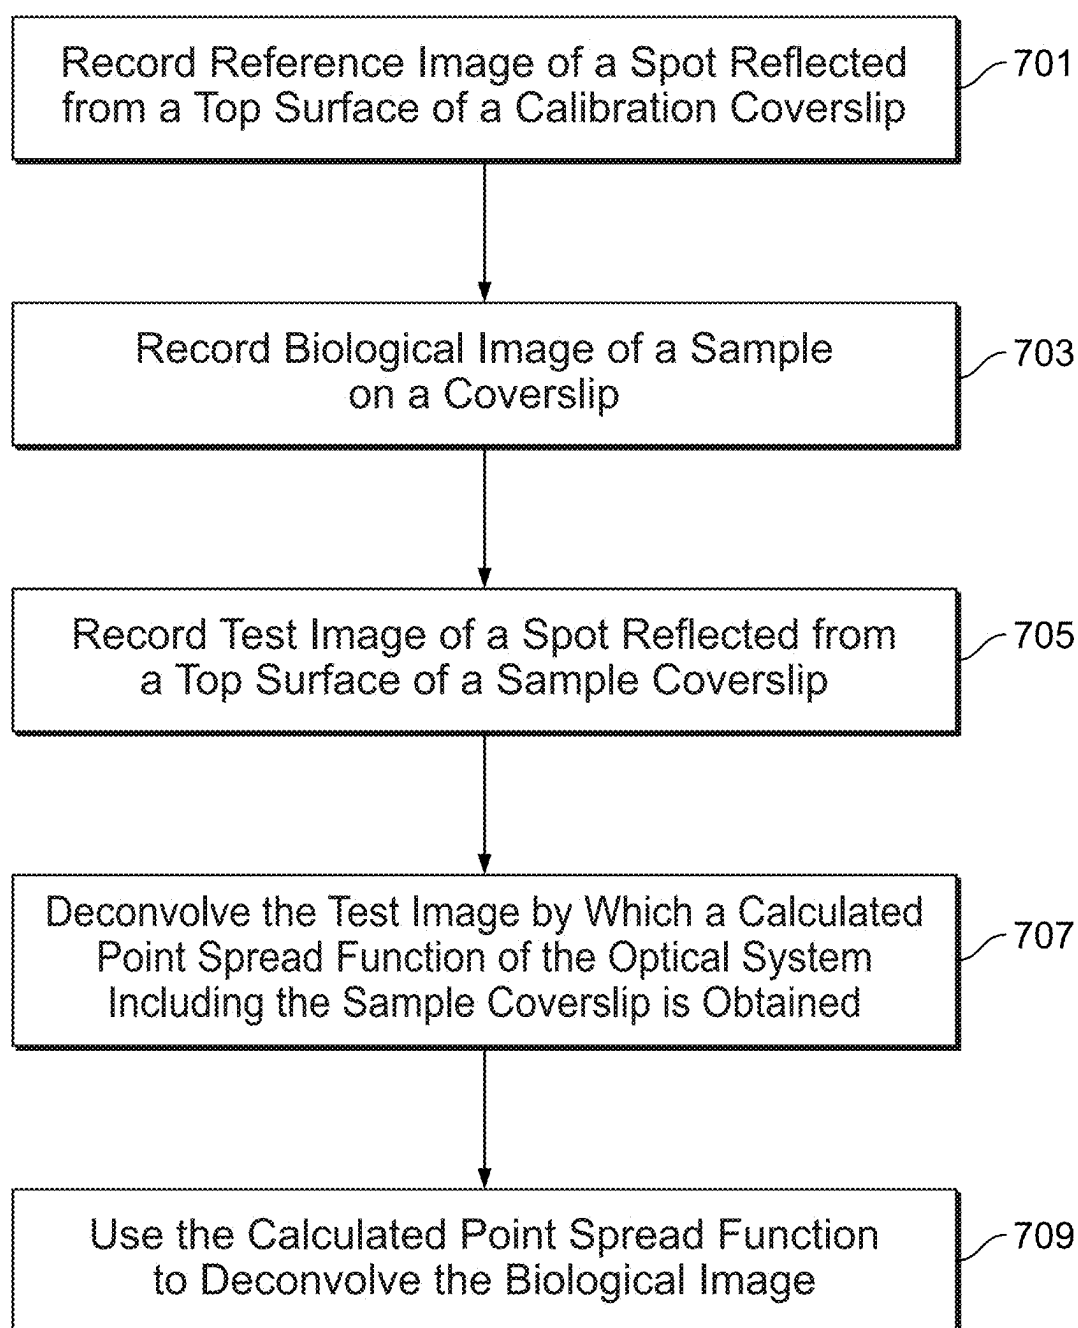 Record Reference Image of a Spot Reflected
from a Top Surface of a Calibration Coverslip
701
Record Biological Image of a Sample
on a Coverslip
703
Record Test Image of a Spot Reflected from
a Top Surface of a Sample Coverslip
705
Deconvolve the Test Image by Which a Calculated
Point Spread Function of the Optical System
Including the Sample Coverslip is Obtained
707
Use the Calculated Point Spread Function
to Deconvolve the Biological Image
709